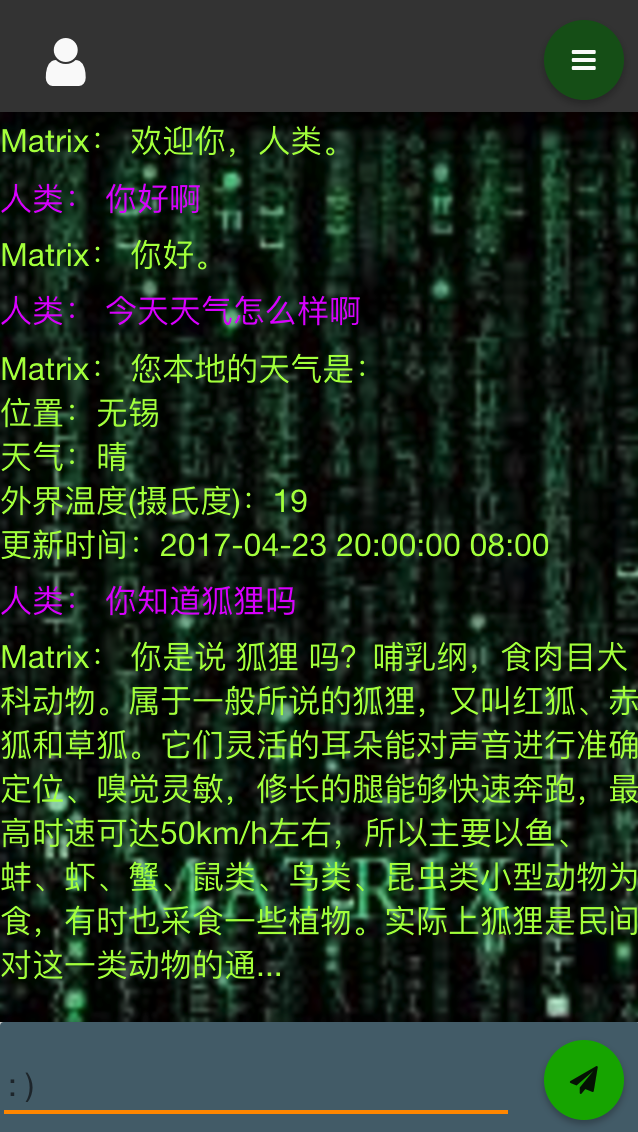 Matrix： 欢迎你，人类。
人类： 你好啊
Matrix： 你好。
人类： 今天天气怎么样啊
Matrix： 您本地的天气是：
位置：无锡
天气：晴
外界温度(摄氏度)：19
更新时间：2017-04-23 20:00:00 08:00
人类： 你知道狐狸吗
Matrix： 你是说 狐狸 吗？哺乳纲，食肉目犬
科动物。属于一般所说的狐狸，又叫红狐、赤
狐和草狐。它们灵活的耳朵能对声音进行准确
定位、嗅觉灵敏，修长的腿能够快速奔跑，最
高时速可达50km/h左右，所以主要以鱼、
蚌、虾、蟹、鼠类、鸟类、昆虫类小型动物为
食，有时也采食一些植物。实际上狐狸是民间
对这一类动物的通...
MATRIX
: )